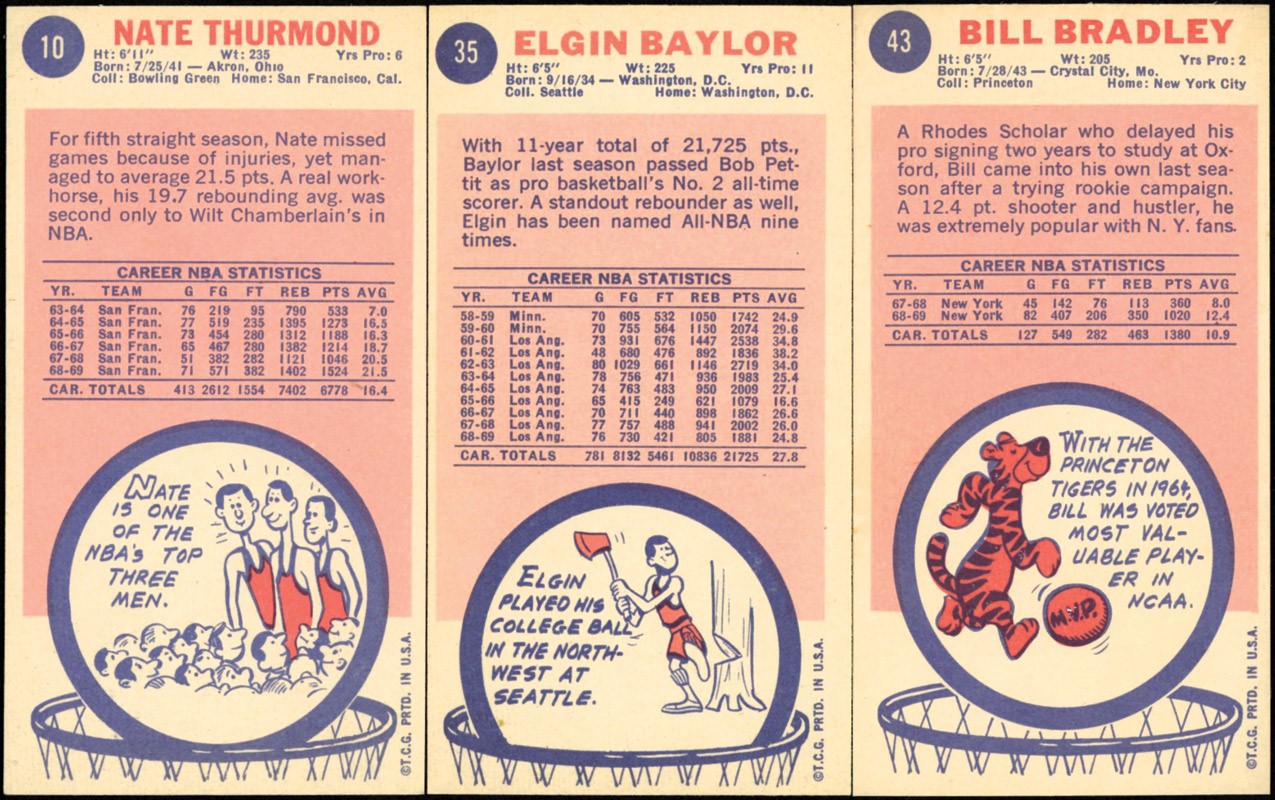 10
NATE THURMOND
Ht: 6'11" Wt: 235 Yrs Pro: 6
Born: 7/25/41 — Akron, Ohio
Coll: Bowling Green Home: San Francisco, Cal.
For fifth straight season, Nate missed
games because of injuries, yet man-
aged to average 21.5 pts. A real work-
horse, his 19.7 rebounding avg. was
second only to Wilt Chamberlain's in
NBA.
CAREER NBA STATISTICS
YR. TEAM G FG FT REB PTS AVG
63-64 San Fran. 76 219 95 790 533 7.0
64-65 San Fran. 77 519 235 1395 1273 16.5
65-66 San Fran. 73 454 280 1312 1188 16.3
66-67 San Fran. 65 467 280 1382 1214 18.7
67-68 San Fran. 51 382 282 1121 1046 20.5
68-69 San Fran. 71 571 382 1402 1524 21.5
CAR. TOTALS 413 2612 1554 7402 6778 16.4
NATE
IS ONE
OF THE
NBA'S TOP
THREE
MEN.
©T.C.G. PRTD. IN U.S.A.
35
ELGIN BAYLOR
Ht: 6'5" Wt: 225 Yrs Pro: 11
Born: 9/16/34 — Washington, D.C.
Coll. Seattle Home: Washington, D.C.
With 11-year total of 21,725 pts.,
Baylor last season passed Bob Pet-
tit as pro basketball's No. 2 all-time
scorer. A standout rebounder as well,
Elgin has been named All-NBA nine
times.
CAREER NBA STATISTICS
YR. TEAM G FG FT REB PTS AVG
58-59 Minn. 70 605 532 1050 1742 24.9
59-60 Minn. 70 755 564 1150 2074 29.6
60-61 Los Ang. 73 931 676 1447 2538 34.8
61-62 Los Ang. 48 680 476 892 1836 38.2
62-63 Los Ang. 80 1029 661 1146 2719 34.0
63-64 Los Ang. 78 756 471 936 1983 25.4
64-65 Los Ang. 74 763 483 950 2009 27.1
65-66 Los Ang. 65 415 249 621 1079 16.6
66-67 Los Ang. 70 711 440 898 1862 26.6
67-68 Los Ang. 77 757 488 941 2002 26.0
68-69 Los Ang. 76 730 421 805 1881 24.8
CAR. TOTALS 781 8132 5461 10836 21725 27.8
ELGIN
PLAYED HIS
COLLEGE BALL
IN THE NORTH-
WEST AT
SEATTLE.
©T.C.G. PRTD. IN U.S.A.
43
BILL BRADLEY
Ht: 6'5" Wt: 205 Yrs Pro: 2
Born: 7/28/43 — Crystal City, Mo.
Coll: Princeton Home: New York City
A Rhodes Scholar who delayed his
pro signing two years to study at Ox-
ford, Bill came into his own last sea-
son after a trying rookie campaign.
A 12.4 pt. shooter and hustler, he
was extremely popular with N. Y. fans.
CAREER NBA STATISTICS
YR. TEAM G FG FT REB PTS AVG
67-68 New York 45 142 76 113 360 8.0
68-69 New York 82 407 206 350 1020 12.4
CAR. TOTALS 127 549 282 463 1380 10.9
WITH THE
PRINCETON
TIGERS IN 1964,
BILL WAS VOTED
MOST VAL-
UABLE PLAY-
ER IN
NCAA.
M.V.P.
©T.C.G. PRTD. IN U.S.A.